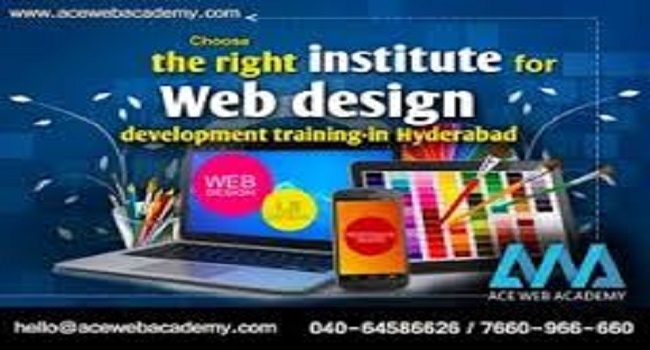 www.acewebacademy.com
Choose
the right institute for
Web design
development training-in Hyderabad
WEB
DESIGN
ACE WEB ACADEMY
hello@acewebacademy.com 040-64586626 / 7660-966-660